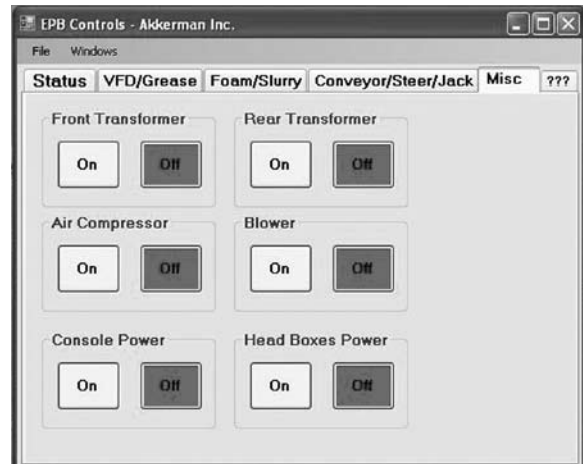 EPB Controls - Akkerman Inc.
File Windows
Status VFD/Grease Foam/Slurry Conveyor/Steer/Jack Misc ???
Front Transformer Rear Transformer
On Off On Off
Air Compressor Blower
On Off On Off
Console Power Head Boxes Power
On Off On Off